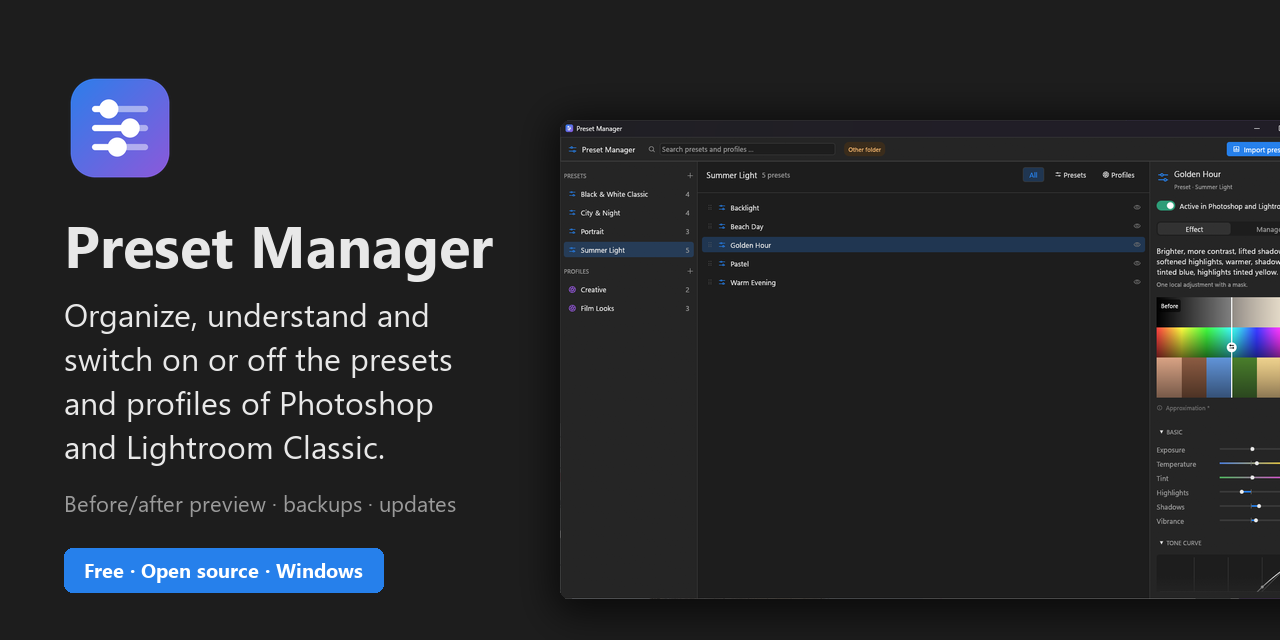 Preset Manager
Organize, understand and
switch on or off the presets
and profiles of Photoshop
and Lightroom Classic.
Before/after preview · backups · updates
Free · Open source · Windows
Preset Manager
Preset Manager
Search presets and profiles ...
Other folder
Import pres
PRESETS
Black & White Classic 4
City & Night 4
Portrait 3
Summer Light 5
PROFILES
Creative 2
Film Looks 3
Summer Light 5 presets
All Presets Profiles
Backlight
Beach Day
Golden Hour
Pastel
Warm Evening
Golden Hour
Preset · Summer Light
Active in Photoshop and Lightro
Effect Manag
Brighter, more contrast, lifted shadow
softened highlights, warmer, shadow
tinted blue, highlights tinted yellow.
One local adjustment with a mask.
Before
Approximation *
BASIC
Exposure
Temperature
Tint
Highlights
Shadows
Vibrance
TONE CURVE